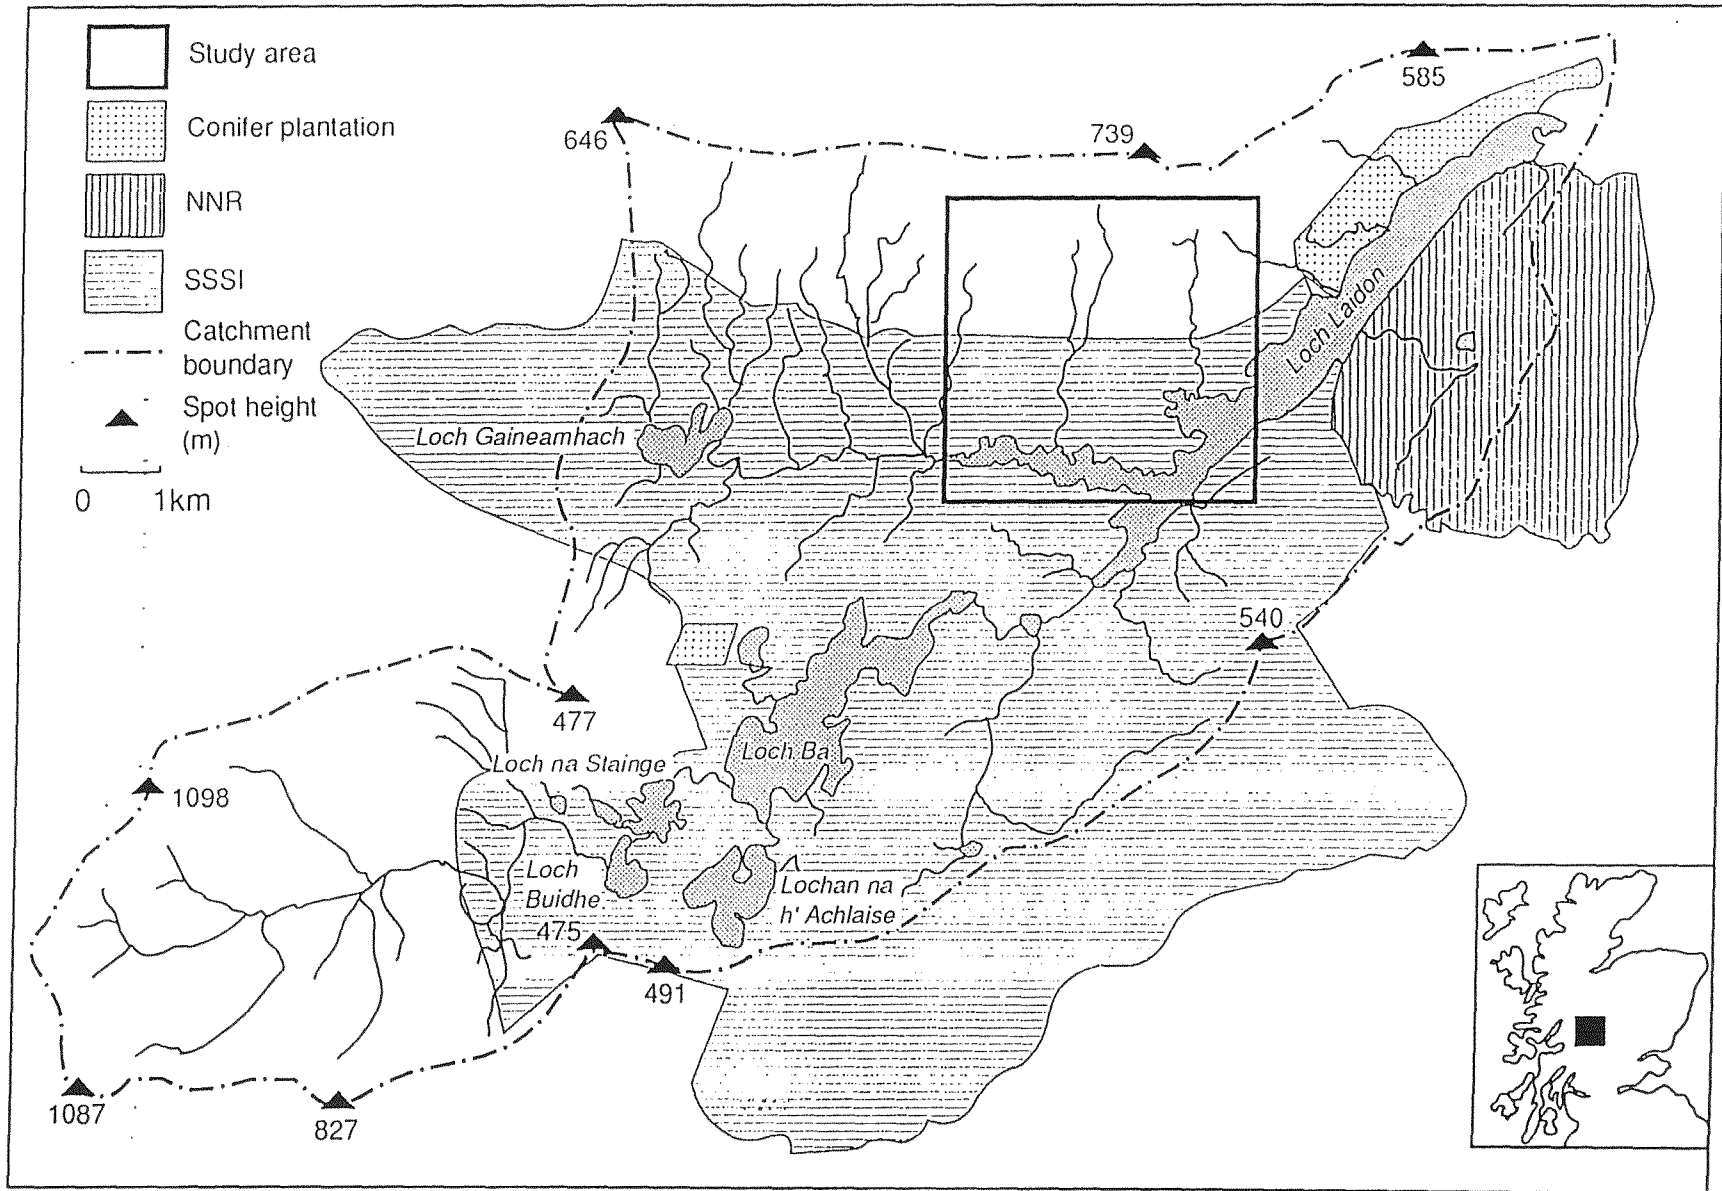 Study area
Conifer plantation
NNR
SSSI
Catchment
boundary
Spot height
(m)
0 1km
585
646
739
Loch Laidon
Loch Gaineamhach
540
477
Loch na Stainge
Loch Ba
1098
Loch
Buidhe
Lochan na
h' Achlaise
475
491
1087
827